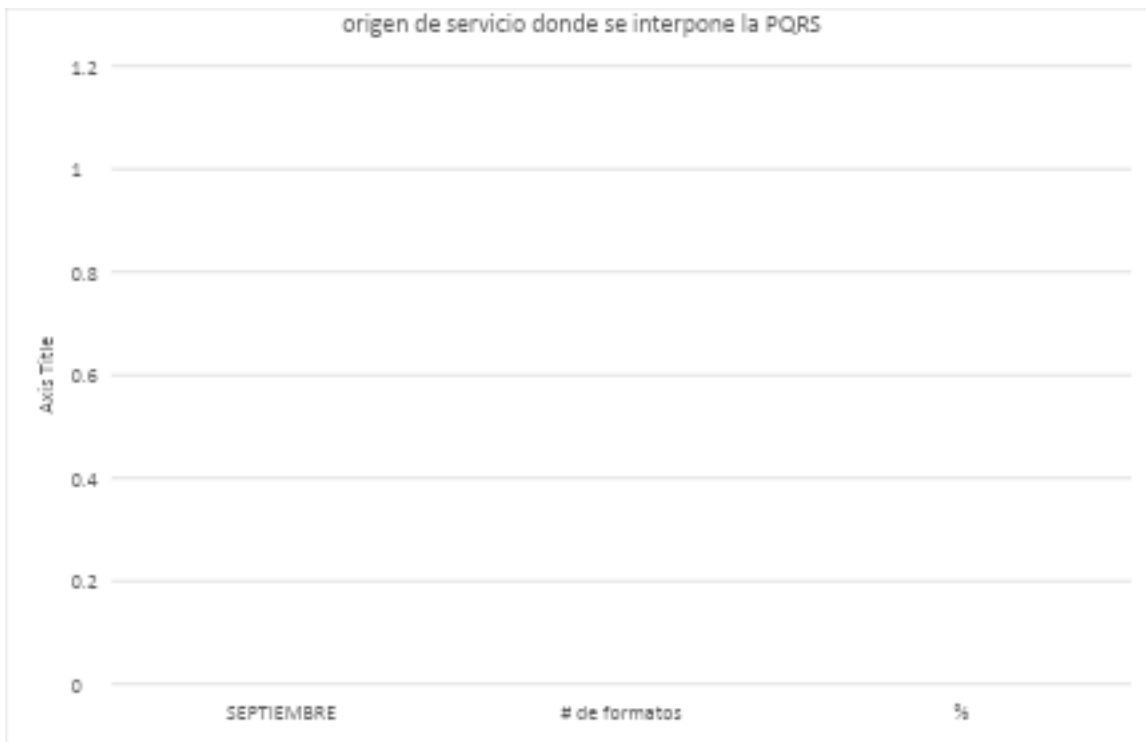 origen de servicio donde se interpone la PQRS
1.2
1
0.8
0.6
0.4
0.2
0
Axis Title
SEPTIEMBRE # de formatos %